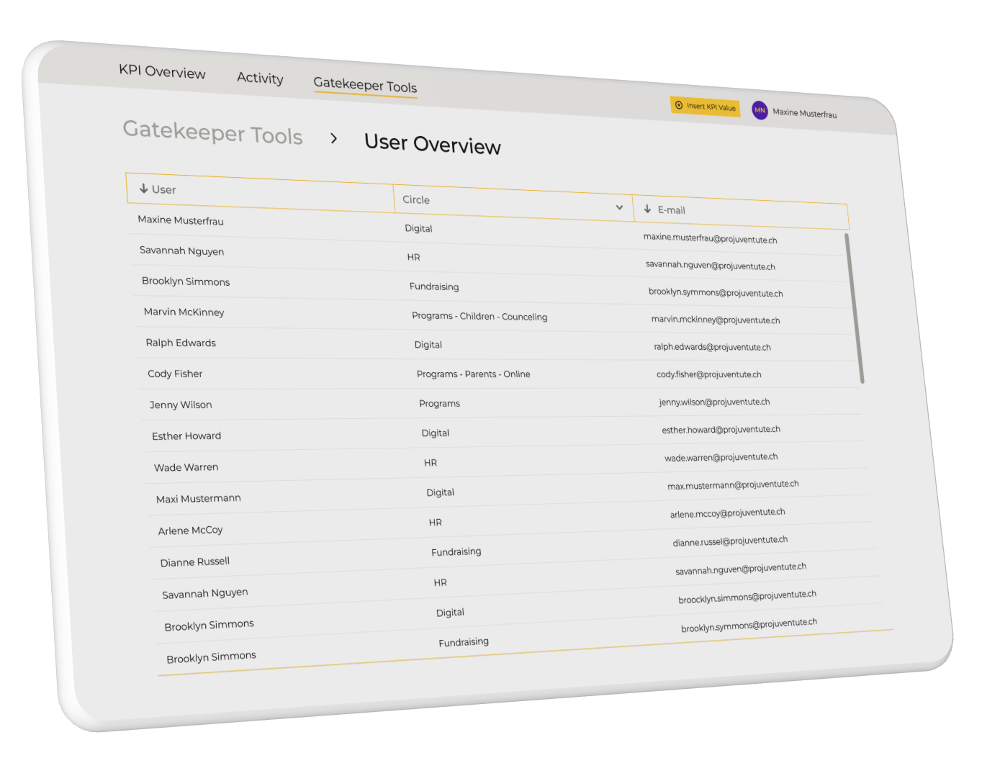 KPI Overview Activity Gatekeeper Tools Insert KPI Value MN Maxine Musterfrau
Gatekeeper Tools > User Overview
User Circle E-mail
Maxine Musterfrau Digital maxine.musterfrau@projuventute.ch
Savannah Nguyen HR savannah.nguven@projuventute.ch
Brooklyn Simmons Fundraising brooklyn.symmons@projuventute.ch
Marvin McKinney Programs - Children - Counceling marvin.mckinney@projuventute.ch
Ralph Edwards Digital ralph.edwards@projuventute.ch
Cody Fisher Programs - Parents - Online cody.fisher@projuventute.ch
Jenny Wilson Programs jenny.wilson@projuventute.ch
Esther Howard Digital esther.howard@projuventute.ch
Wade Warren HR wade.warren@projuventute.ch
Maxi Mustermann Digital max.mustermann@projuventute.ch
Arlene McCoy HR arlene.mccoy@projuventute.ch
Dianne Russell Fundraising dianne.russel@projuventute.ch
Savannah Nguyen HR savannah.nguven@projuventute.ch
Brooklyn Simmons Digital broocklyn.simmons@projuventute.ch
Brooklyn Simmons Fundraising brooklyn.symmons@projuventute.ch